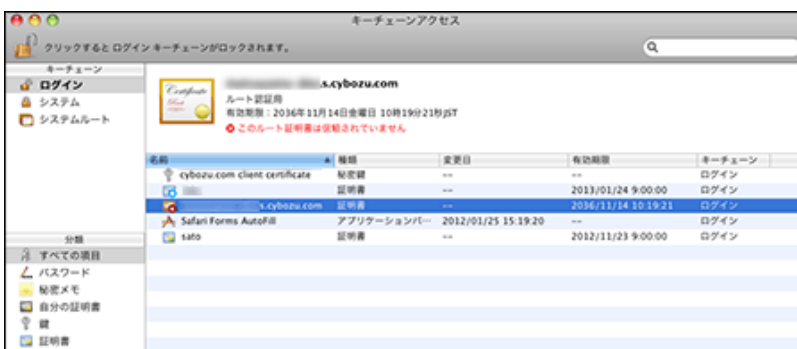 キーチェーンアクセス
クリックすると ログイン キーチェーンがロックされます。
キーチェーン
ログイン
システム
システムルート
Certificate
Root
.s.cybozu.com
ルート認証局
有効期限：2036年11月14日金曜日 10時19分21秒JST
このルート証明書は信頼されていません
名前 種類 変更日 有効期限 キーチェーン
cybozu.com client certificate 秘密鍵 -- -- ログイン
証明書 -- 2013/01/24 9:00:00 ログイン
s.cybozu.com 証明書 -- 2036/11/14 10:19:21 ログイン
Safari Forms AutoFill アプリケーションパ… 2012/01/25 15:19:20 -- ログイン
sato 証明書 -- 2012/11/23 9:00:00 ログイン
分類
すべての項目
パスワード
秘密メモ
自分の証明書
鍵
証明書